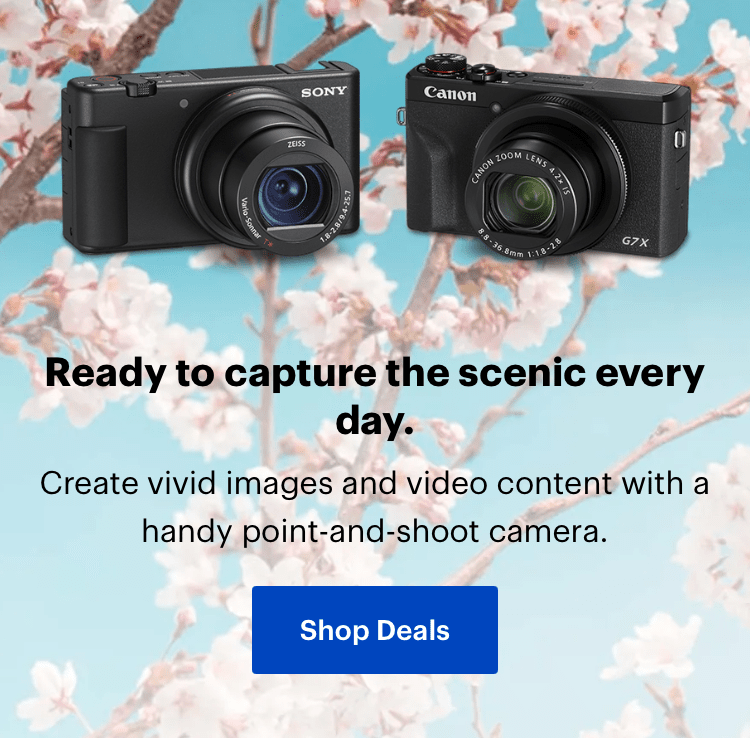 SONY
ZEISS
Vario-Sonnar
1.8-2.8/9.4-25.7
Canon
CANON ZOOM LENS 4.2x IS
8.8-36.8mm 1:1.8-2.8
G7X
Ready to capture the scenic every
day.
Create vivid images and video content with a
handy point-and-shoot camera.
Shop Deals